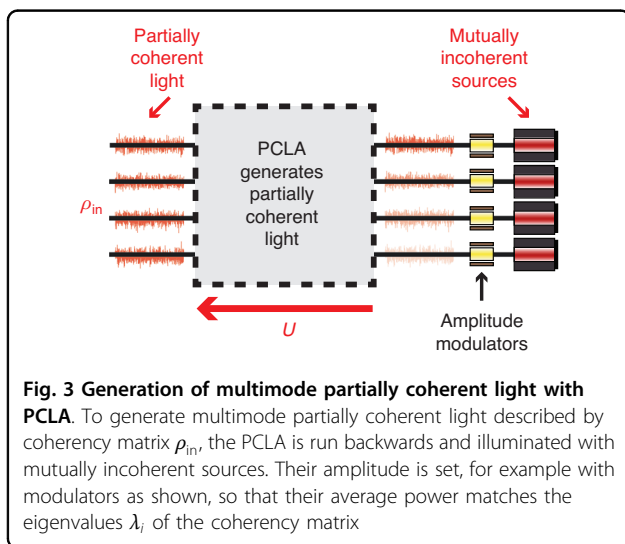 Partially
coherent
light
Mutually
incoherent
sources
PCLA
generates
partially
coherent
light
ρin
U
Amplitude
modulators
Fig. 3 Generation of multimode partially coherent light with
PCLA. To generate multimode partially coherent light described by
coherency matrix ρin, the PCLA is run backwards and illuminated with
mutually incoherent sources. Their amplitude is set, for example with
modulators as shown, so that their average power matches the
eigenvalues λi of the coherency matrix